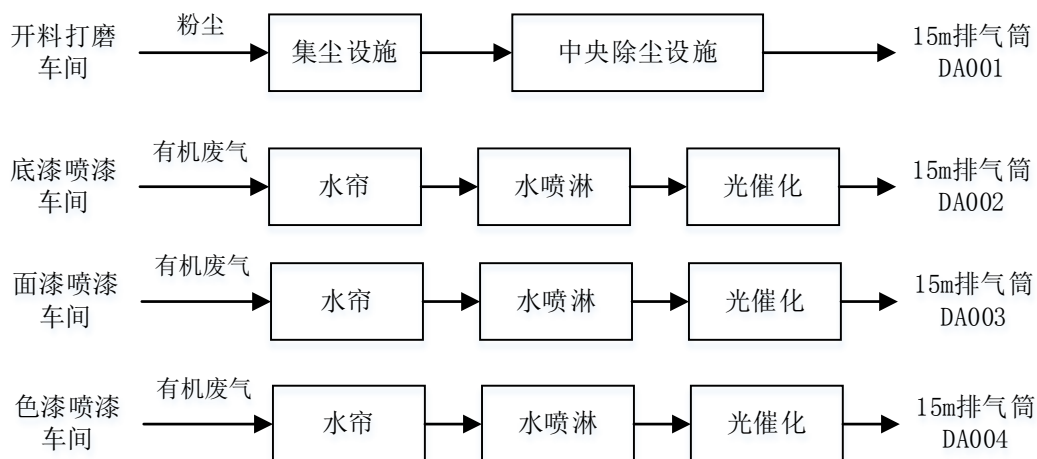 开料打磨
车间
粉尘
集尘设施
中央除尘设施
15m排气筒
DA001
底漆喷漆
车间
有机废气
水帘
水喷淋
光催化
15m排气筒
DA002
面漆喷漆
车间
有机废气
水帘
水喷淋
光催化
15m排气筒
DA003
色漆喷漆
车间
有机废气
水帘
水喷淋
光催化
15m排气筒
DA004